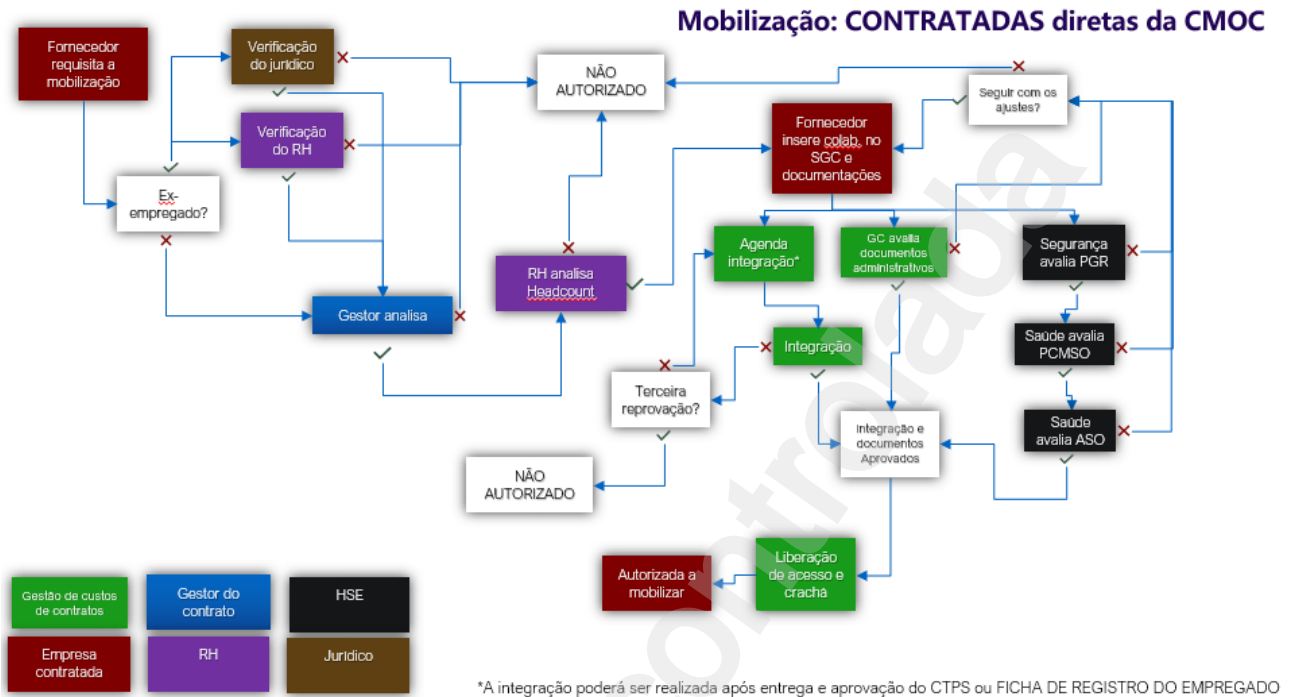 Mobilização: CONTRATADAS diretas da CMOC
Fornecedor
requisita a
mobilização
Verificação
do jurídico
Verificação
do RH
Ex-
empregado?
Gestor analisa
NÃO
AUTORIZADO
RH analisa
Headcount
Seguir com os
ajustes?
Fornecedor
insere colab. no
SGC e
documentações
Agenda
integração*
GC avalia
documentos
administrativos
Segurança
avalia PGR
Integração
Saúde avalia
PCMSO
Terceira
reprovação?
Saúde
avalia ASO
Integração e
documentos
Aprovados
NÃO
AUTORIZADO
Autorizada a
mobilizar
Liberação
de acesso e
crachá
Gestão de custos
de contratos
Gestor do
contrato
HSE
Empresa
contratada
RH
Jurídico
*A integração poderá ser realizada após entrega e aprovação do CTPS ou FICHA DE REGISTRO DO EMPREGADO
controlada